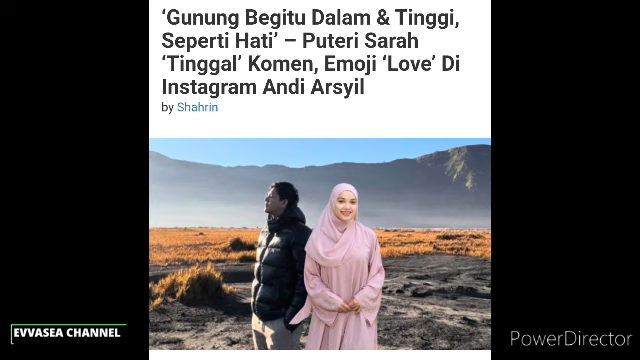 ‘Gunung Begitu Dalam & Tinggi,
Seperti Hati’ – Puteri Sarah
‘Tinggal’ Komen, Emoji ‘Love’ Di
Instagram Andi Arsyil
by Shahrin
EVVASEA CHANNEL
PowerDirector